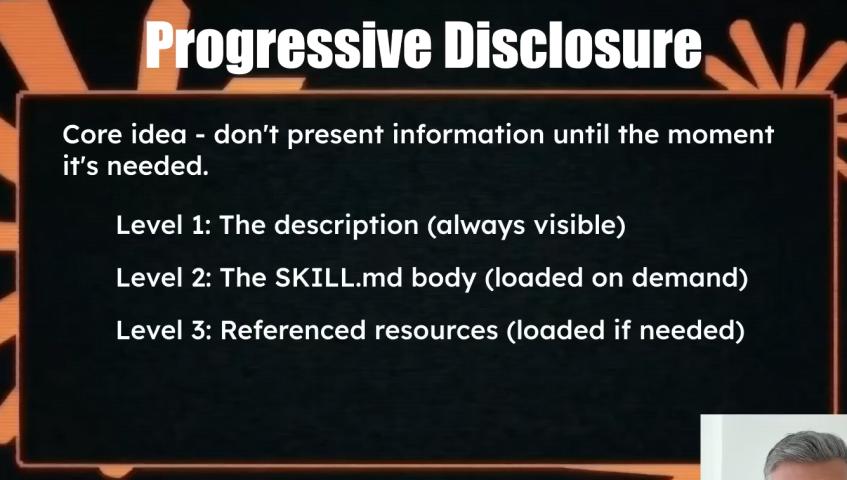 Progressive Disclosure
Core idea - don't present information until the moment
it's needed.
Level 1: The description (always visible)
Level 2: The SKILL.md body (loaded on demand)
Level 3: Referenced resources (loaded if needed)